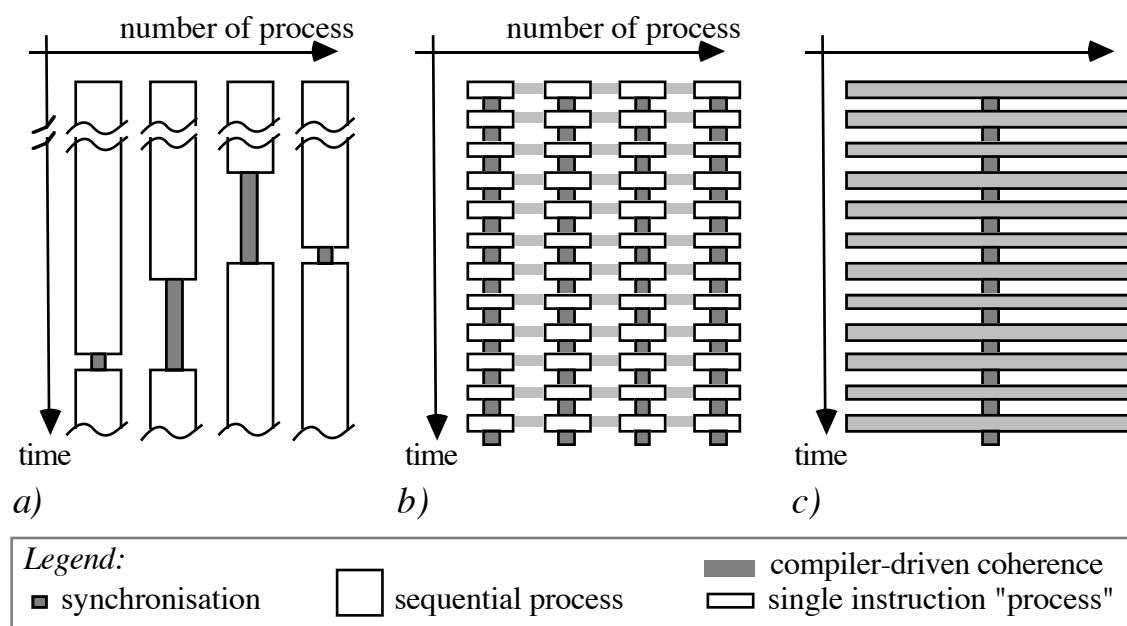 number of process
number of process
time
time
time
a)
b)
c)
Legend:
synchronisation
sequential process
compiler-driven coherence
single instruction "process"